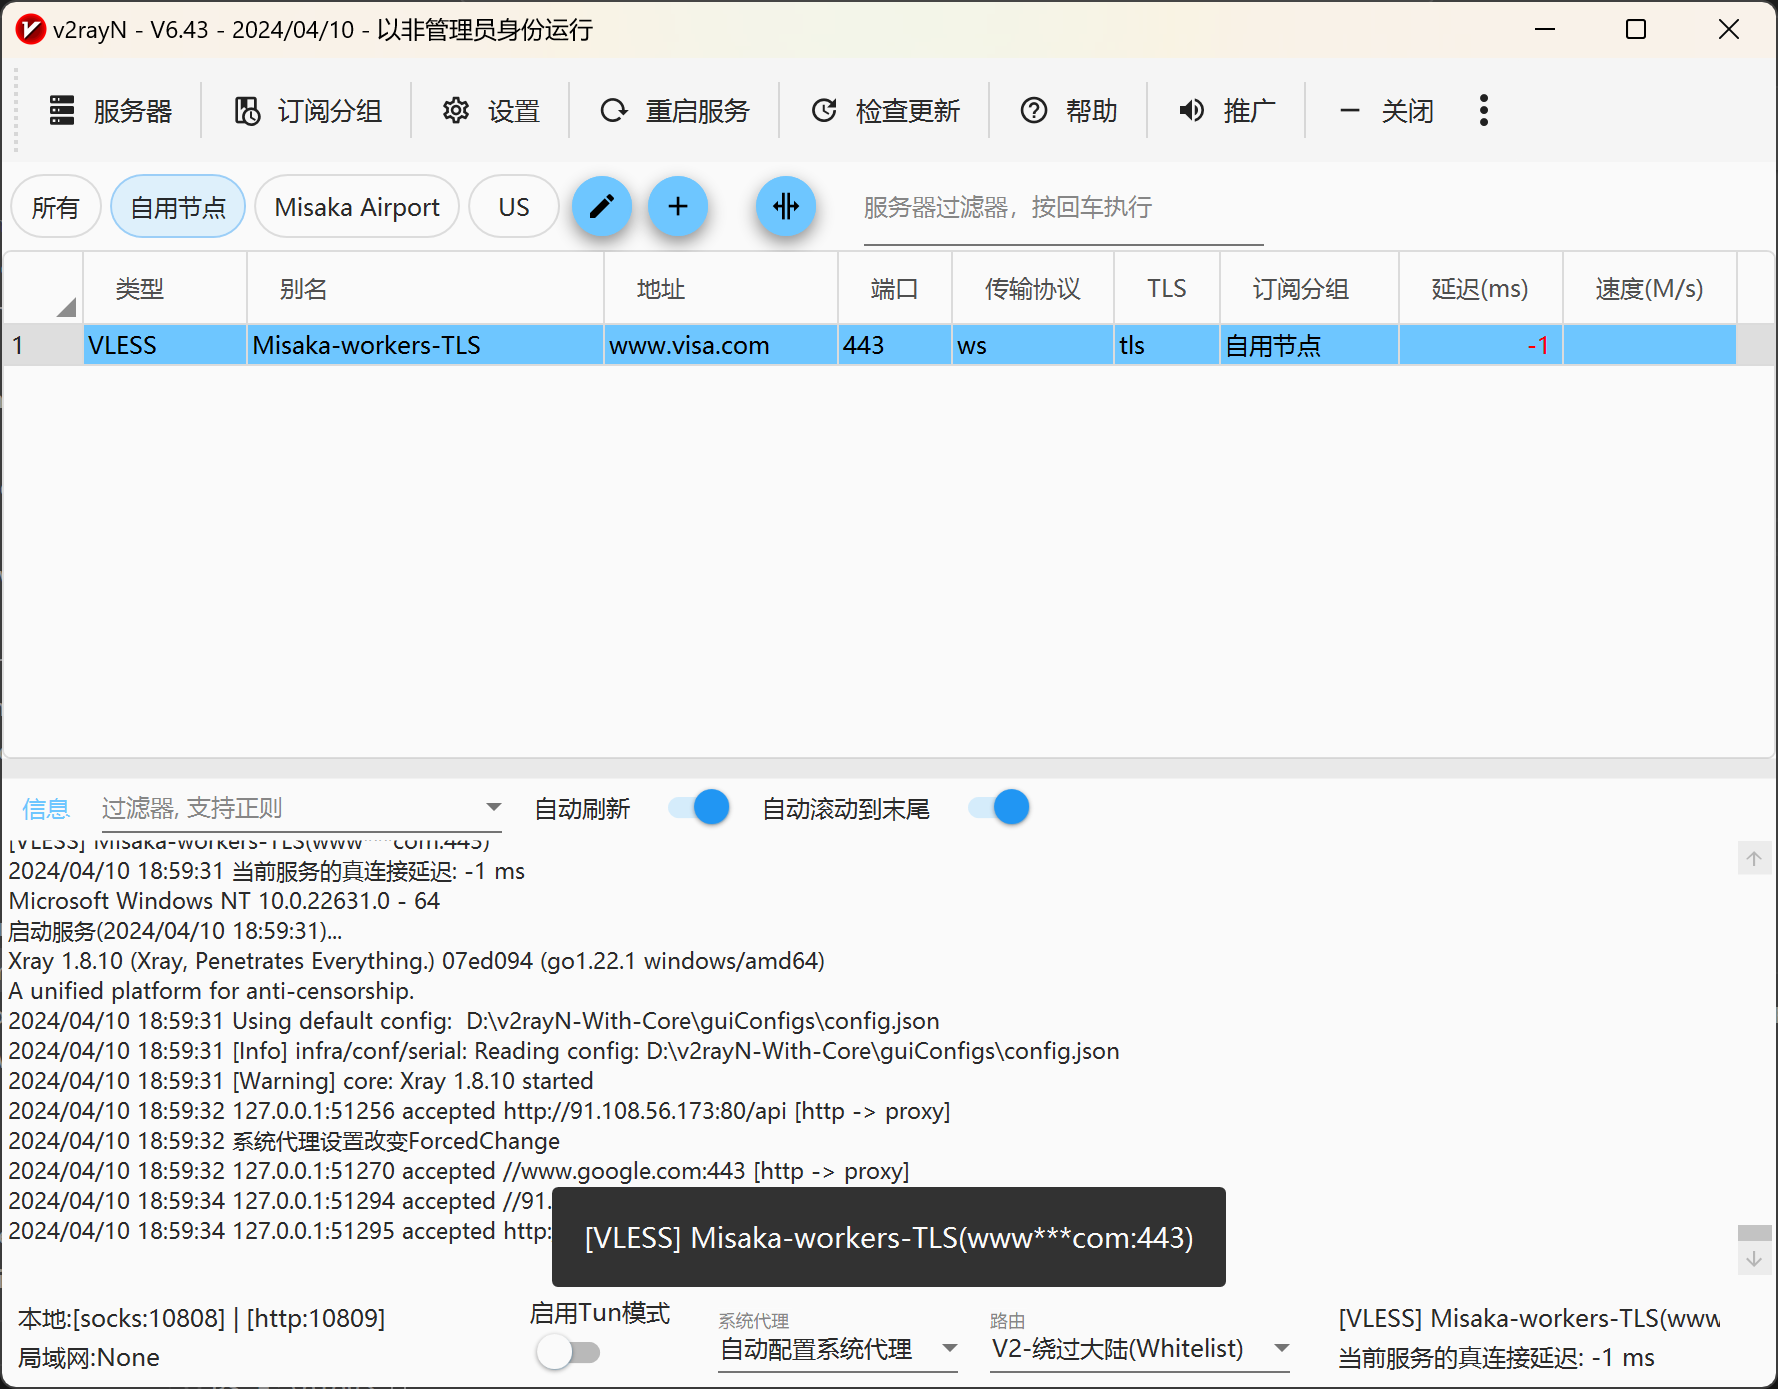 v2rayN - V6.43 - 2024/04/10 - 以非管理员身份运行
服务器 订阅分组 设置 重启服务 检查更新 帮助 推广 关闭
所有 自用节点 Misaka Airport US 服务器过滤器，按回车执行
类型 别名 地址 端口 传输协议 TLS 订阅分组 延迟(ms) 速度(M/s)
1 VLESS Misaka-workers-TLS www.visa.com 443 ws tls 自用节点 -1
信息 过滤器, 支持正则 自动刷新 自动滚动到末尾
[VLESS] Misaka-workers-TLS(www***com:443)
2024/04/10 18:59:31 当前服务的真连接延迟: -1 ms
Microsoft Windows NT 10.0.22631.0 - 64
启动服务(2024/04/10 18:59:31)...
Xray 1.8.10 (Xray, Penetrates Everything.) 07ed094 (go1.22.1 windows/amd64)
A unified platform for anti-censorship.
2024/04/10 18:59:31 Using default config:  D:\v2rayN-With-Core\guiConfigs\config.json
2024/04/10 18:59:31 [Info] infra/conf/serial: Reading config: D:\v2rayN-With-Core\guiConfigs\config.json
2024/04/10 18:59:31 [Warning] core: Xray 1.8.10 started
2024/04/10 18:59:32 127.0.0.1:51256 accepted http://91.108.56.173:80/api [http -> proxy]
2024/04/10 18:59:32 系统代理设置改变ForcedChange
2024/04/10 18:59:32 127.0.0.1:51270 accepted //www.google.com:443 [http -> proxy]
2024/04/10 18:59:34 127.0.0.1:51294 accepted //91.
2024/04/10 18:59:34 127.0.0.1:51295 accepted http:
[VLESS] Misaka-workers-TLS(www***com:443)
本地:[socks:10808] | [http:10809]
局域网:None
启用Tun模式
系统代理
自动配置系统代理
路由
V2-绕过大陆(Whitelist)
[VLESS] Misaka-workers-TLS(www
当前服务的真连接延迟: -1 ms